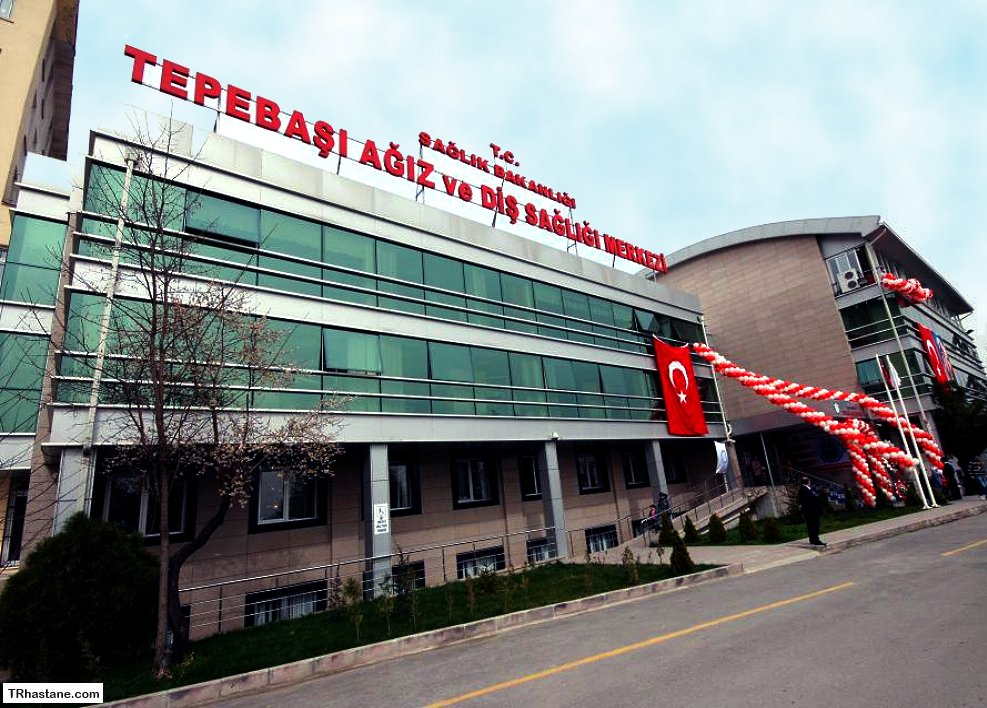 T.C.
SAĞLIK BAKANLIĞI
TEPEBAŞI AĞIZ ve DİŞ SAĞLIĞI MERKEZİ
TRhastane.com